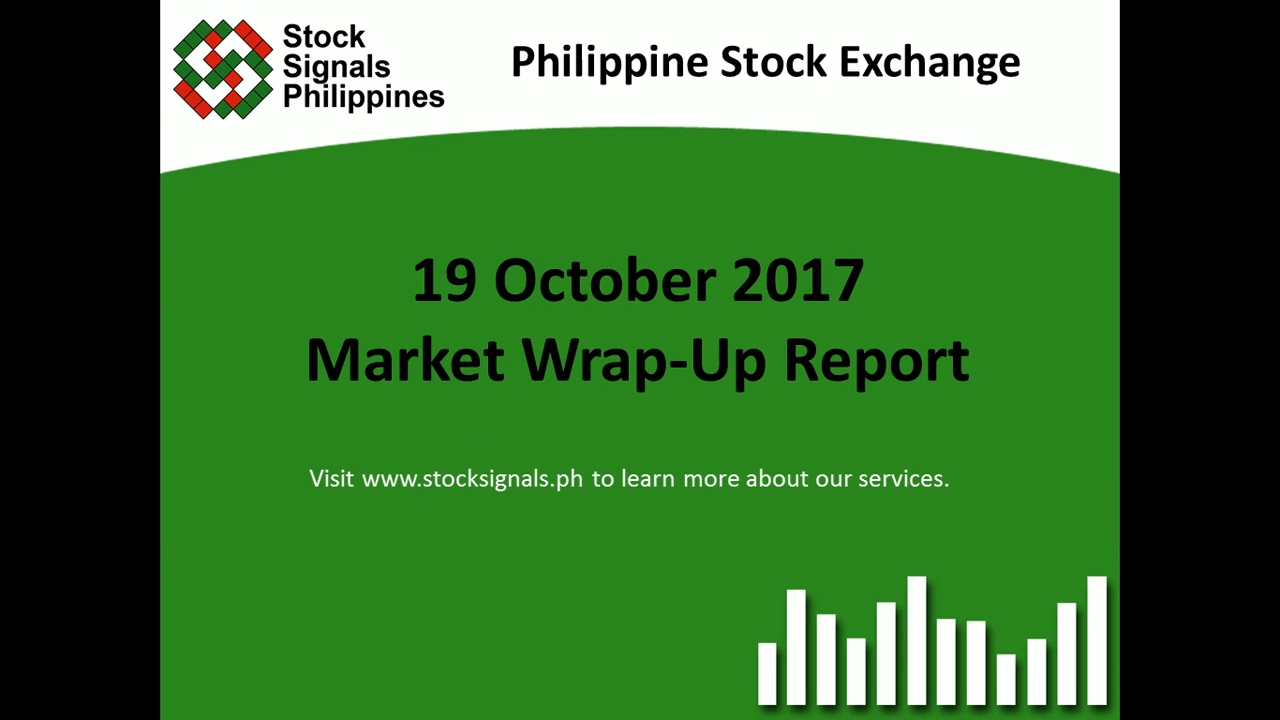 Stock
Signals
Philippines
Philippine Stock Exchange
19 October 2017
Market Wrap-Up Report
Visit www.stocksignals.ph to learn more about our services.